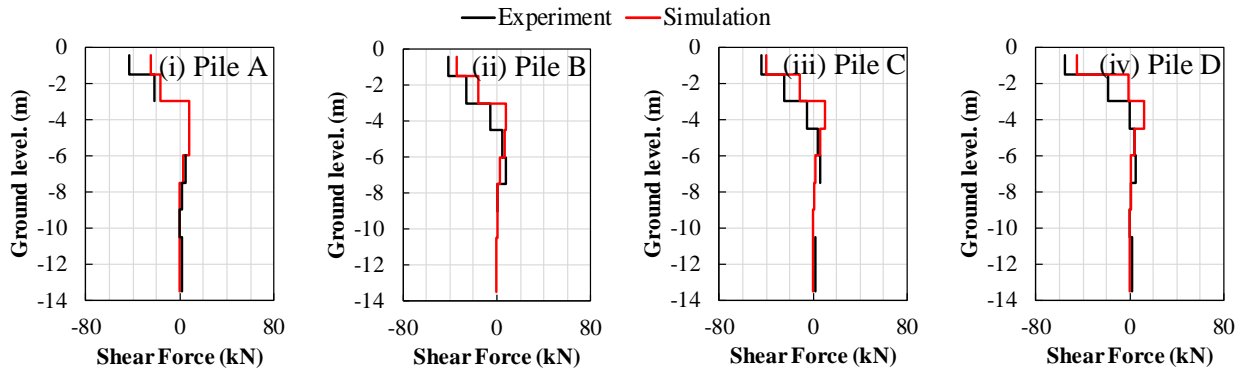 Experiment Simulation
(i) Pile A
0
-2
-4
-6
-8
-10
-12
-14
Ground level. (m)
-80 0 80
Shear Force (kN)
(ii) Pile B
0
-2
-4
-6
-8
-10
-12
-14
Ground level. (m)
-80 0 80
Shear Force (kN)
(iii) Pile C
0
-2
-4
-6
-8
-10
-12
-14
Ground level. (m)
-80 0 80
Shear Force (kN)
(iv) Pile D
0
-2
-4
-6
-8
-10
-12
-14
Ground level. (m)
-80 0 80
Shear Force (kN)